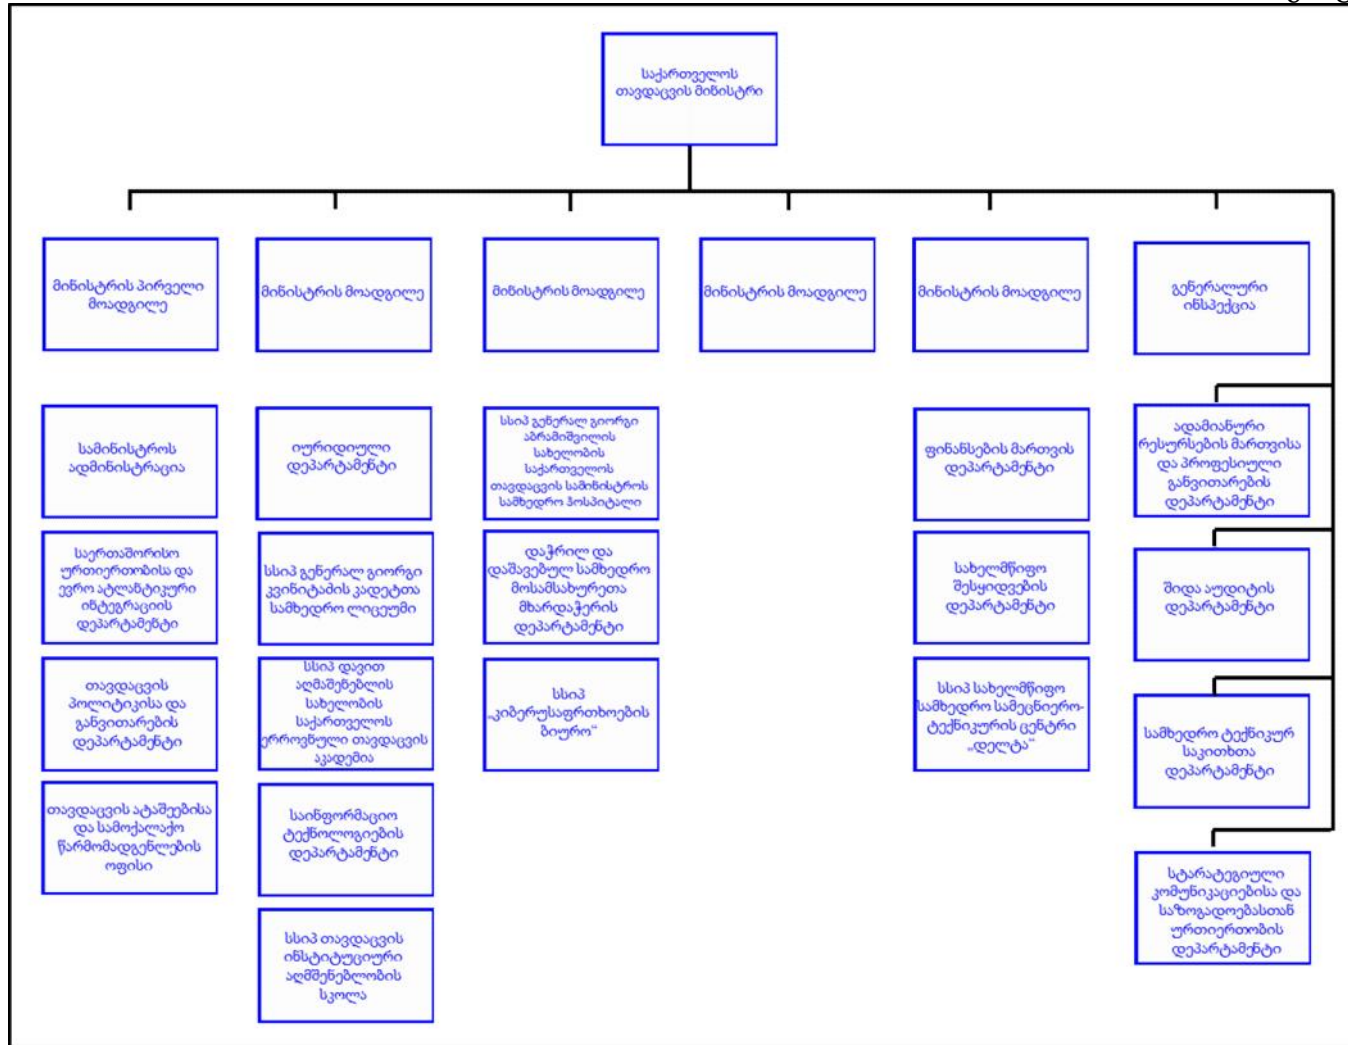 საქართველოს
თავდაცვის მინისტრი
მინისტრის პირველი
მოადგილე
მინისტრის მოადგილე
მინისტრის მოადგილე
მინისტრის მოადგილე
მინისტრის მოადგილე
გენერალური
ინსპექცია
სამინისტროს
ადმინისტრაცია
საერთაშორისო
ურთიერთობისა და
ევრო ატლანტიკური
ინტეგრაციის
დეპარტამენტი
თავდაცვის
პოლიტიკისა და
განვითარების
დეპარტამენტი
თავდაცვის ატაშეებისა
და სამოქალაქო
წარმომადგენლების
ოფისი
იურიდიული
დეპარტამენტი
სსიპ გენერალ გიორგი
კვინიტაძის კადეტთა
სამხედრო ლიცეუმი
სსიპ დავით
აღმაშენებლის
სახელობის
საქართველოს
ეროვნული თავდაცვის
აკადემია
საინფორმაციო
ტექნოლოგიების
დეპარტამენტი
სსიპ თავდაცვის
ინსტიტუციური
აღმშენებლობის
სკოლა
სსიპ გენერალ გიორგი
აბრამიშვილის
სახელობის
საქართველოს
თავდაცვის სამინისტროს
სამხედრო ჰოსპიტალი
დაჭრილ და
დაშავებულ სამხედრო
მოსამსახურეთა
მხარდაჭერის
დეპარტამენტი
სსიპ
„კიბერუსაფრთხოების
ბიურო“
ფინანსების მართვის
დეპარტამენტი
სახელმწიფო
შესყიდვების
დეპარტამენტი
სსიპ სახელმწიფო
სამხედრო სამეცნიერო-
ტექნიკურის ცენტრი
„დელტა“
ადამიანური
რესურსების მართვისა
და პროფესიული
განვითარების
დეპარტამენტი
შიდა აუდიტის
დეპარტამენტი
სამხედრო ტექნიკურ
საკითხთა
დეპარტამენტი
სტარატეგიული
კომუნიკაციებისა და
საზოგადოებასთან
ურთიერთობის
დეპარტამენტი